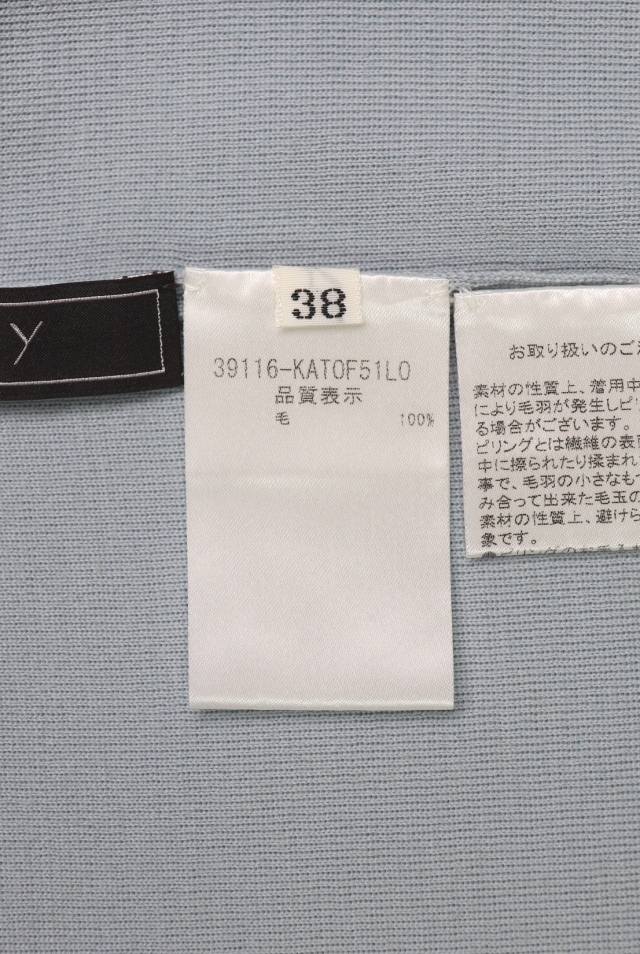 y
38
39116-KATOF51L0
品質表示
毛 100%
お取り扱いのご
素材の性質上、着用中
により毛羽が発生しピ
る場合がございます。
ピリングとは繊維の表
中に擦られたり揉まれ
事で、毛羽の小さなも
み合って出来た毛玉の
素材の性質上、避けら
象です。